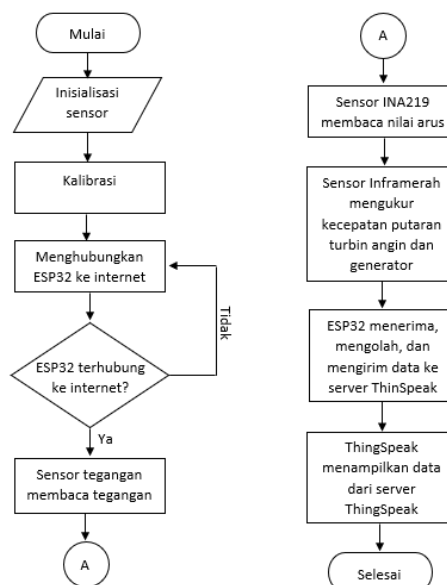 Mulai
Inisialisasi
sensor
Kalibrasi
Menghubungkan
ESP32 ke internet
Tidak
ESP32 terhubung
ke internet?
Ya
Sensor tegangan
membaca tegangan
A
A
Sensor INA219
membaca nilai arus
Sensor Inframerah
mengukur
kecepatan putaran
turbin angin dan
generator
ESP32 menerima,
mengolah, dan
mengirim data ke
server ThinSpeak
ThingSpeak
menampilkan data
dari server
ThingSpeak
Selesai